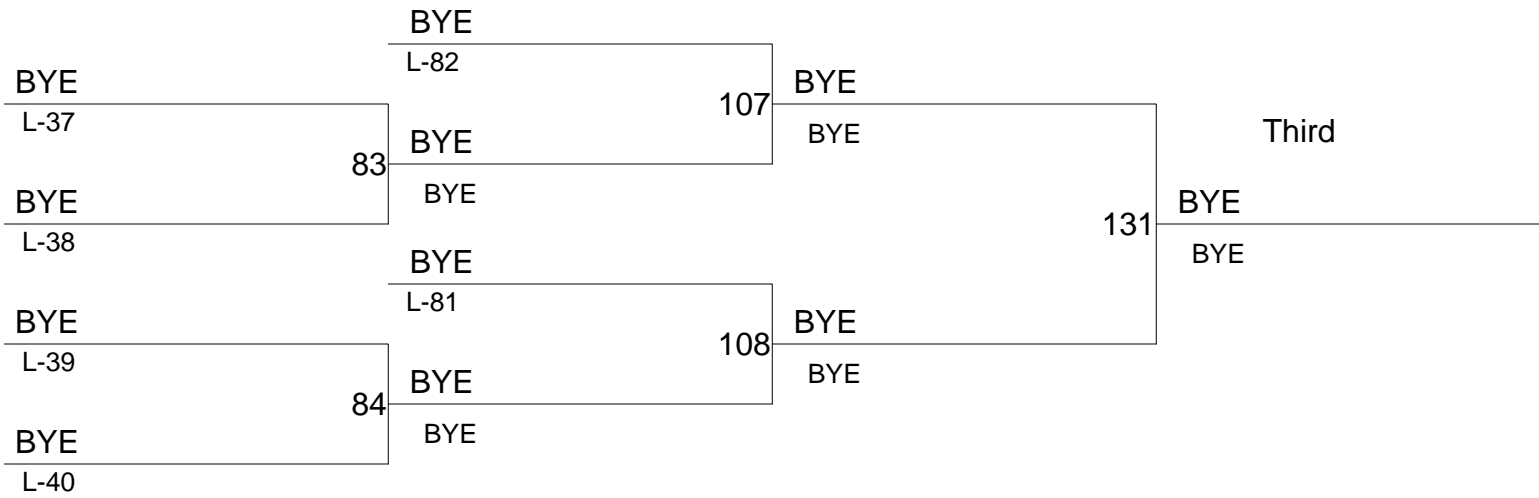 BYE
L-82
BYE
L-37
107
BYE
BYE
Third
83
BYE
BYE
BYE
L-38
131
BYE
BYE
BYE
L-81
BYE
L-39
108
BYE
BYE
84
BYE
BYE
BYE
L-40